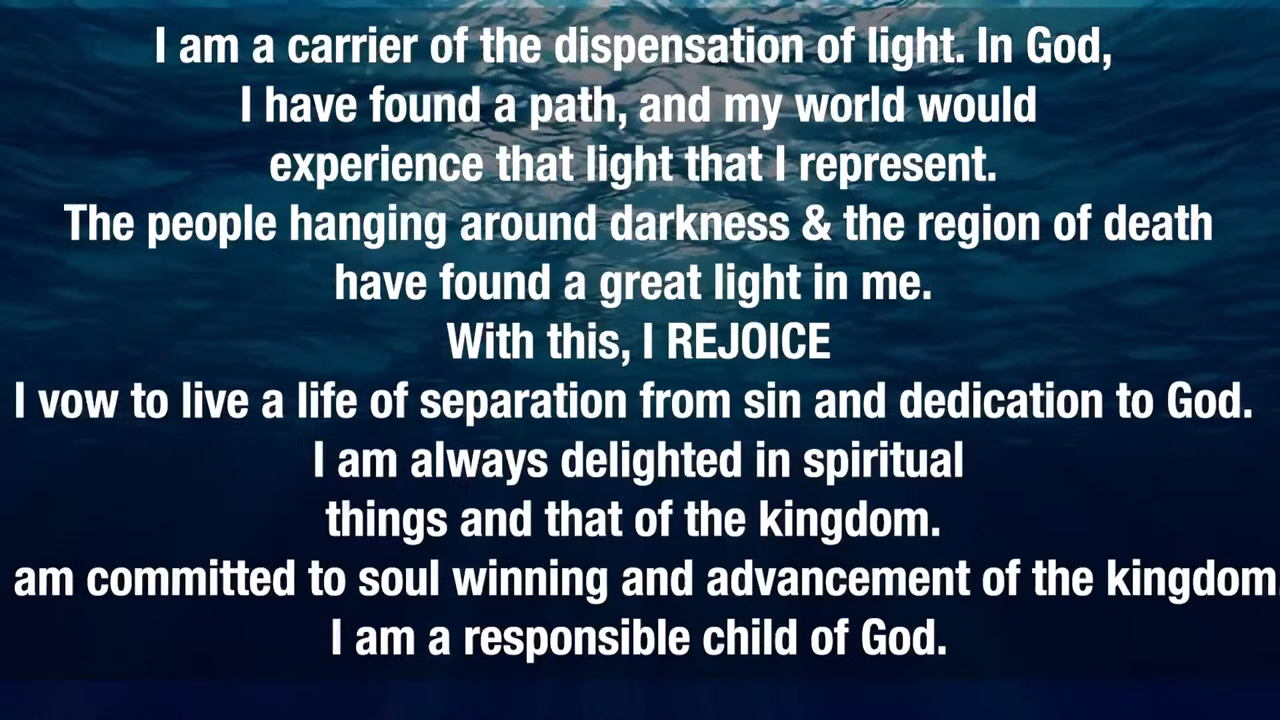 I am a carrier of the dispensation of light. In God,
I have found a path, and my world would
experience that light that I represent.
The people hanging around darkness & the region of death
have found a great light in me.
With this, I REJOICE
I vow to live a life of separation from sin and dedication to God.
I am always delighted in spiritual
things and that of the kingdom.
am committed to soul winning and advancement of the kingdom.
I am a responsible child of God.